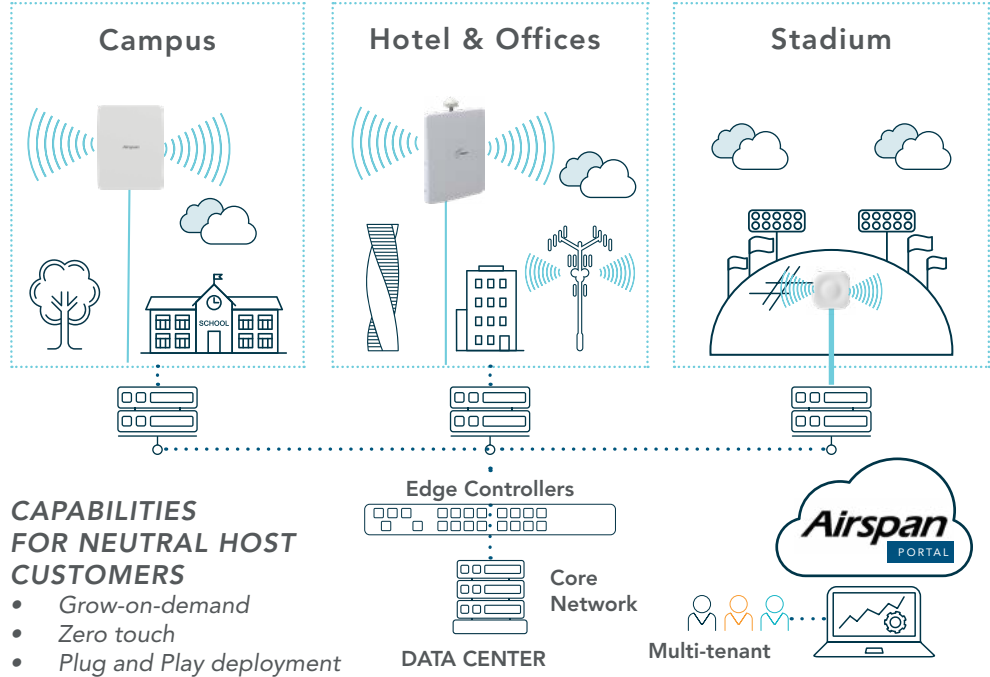 Campus
Hotel & Offices
Stadium
Airspan
SCHOOL
Edge Controllers
CAPABILITIES
FOR NEUTRAL HOST
CUSTOMERS
• Grow-on-demand
• Zero touch
• Plug and Play deployment
Core
Network
DATA CENTER
Airspan
PORTAL
Multi-tenant